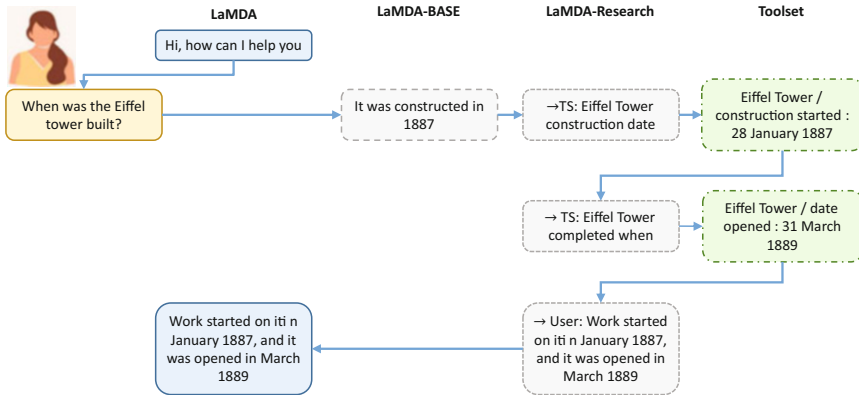 LaMDA
LaMDA-BASE
LaMDA-Research
Toolset
Hi, how can I help you
When was the Eiffel
tower built?
It was constructed in
1887
→TS: Eiffel Tower
construction date
Eiffel Tower /
construction started :
28 January 1887
→ TS: Eiffel Tower
completed when
Eiffel Tower / date
opened : 31 March
1889
Work started on iti n
January 1887, and it
was opened in March
1889
→ User: Work started
on iti n January 1887,
and it was opened in
March 1889